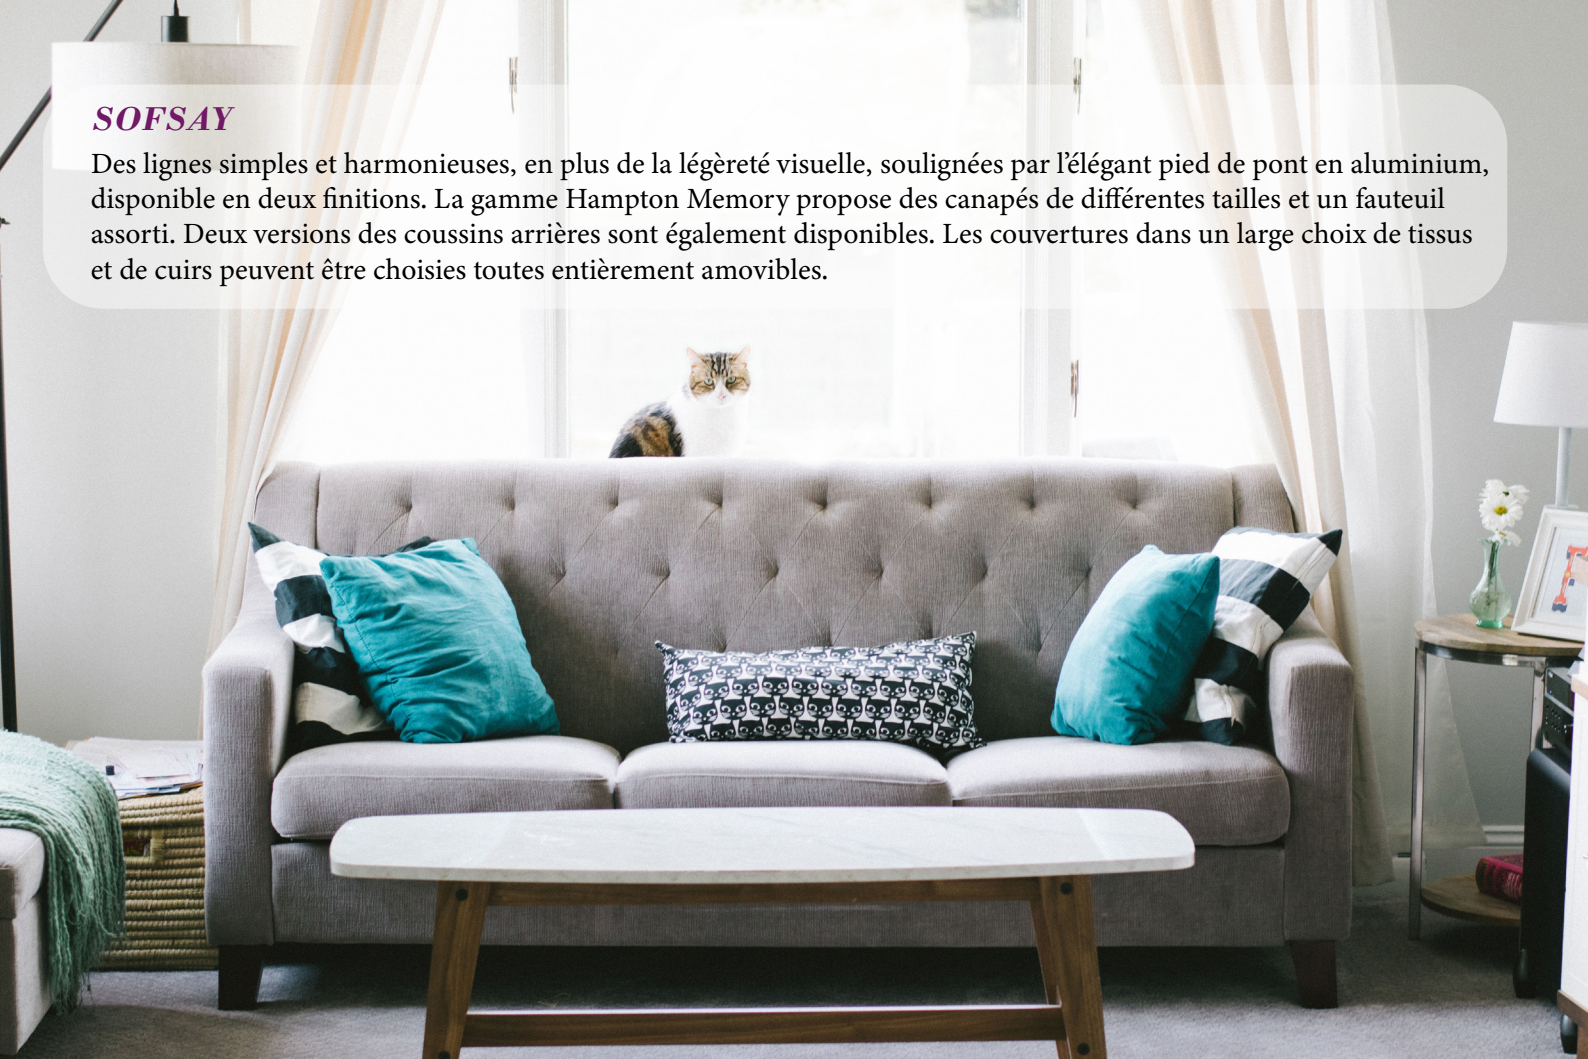 SOFSAY
Des lignes simples et harmonieuses, en plus de la légèreté visuelle, soulignées par l'élégant pied de pont en aluminium,
disponible en deux finitions. La gamme Hampton Memory propose des canapés de différentes tailles et un fauteuil
assorti. Deux versions des coussins arrières sont également disponibles. Les couvertures dans un large choix de tissus
et de cuirs peuvent être choisies toutes entièrement amovibles.